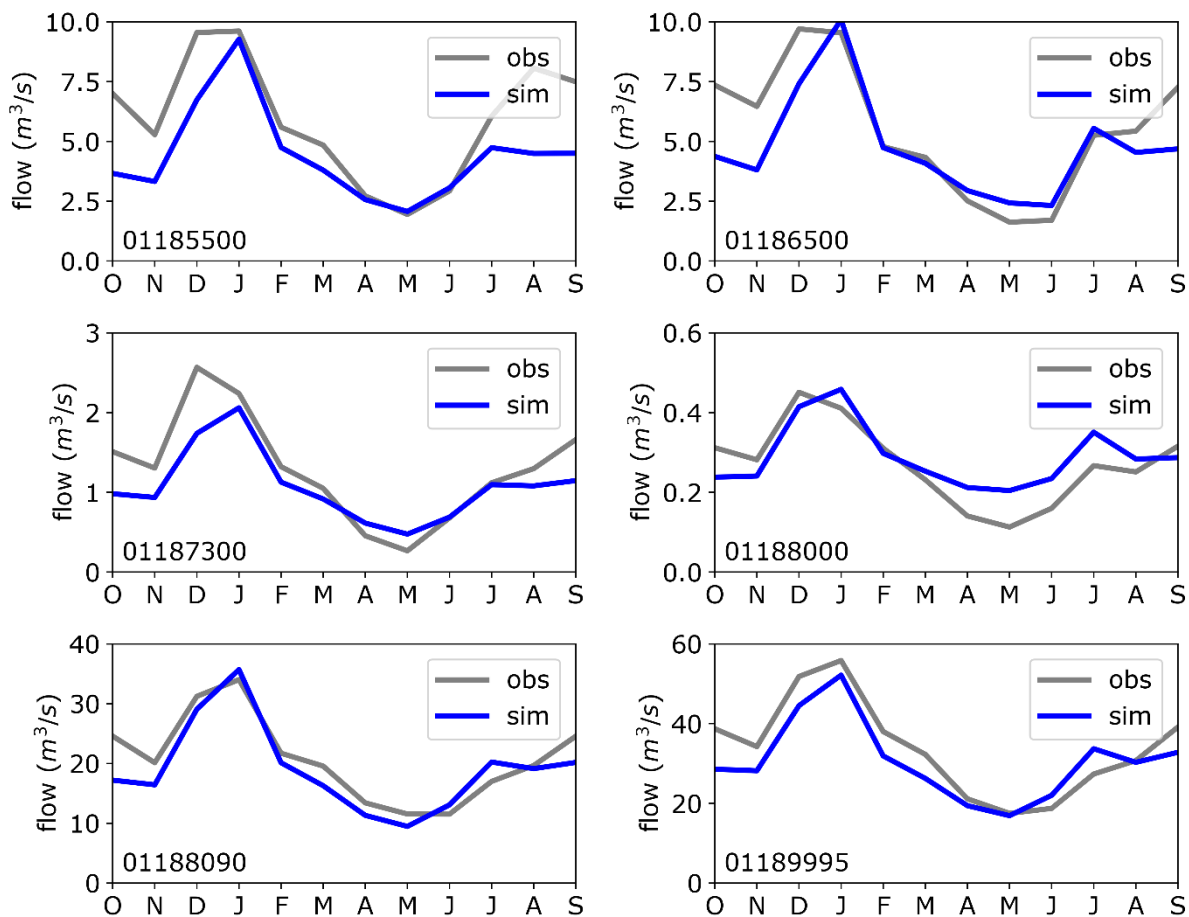 10.0
7.5
5.0
2.5
0.0
flow (m³/s)
obs
sim
01185500
O N D J F M A M J J A S
10.0
7.5
5.0
2.5
0.0
flow (m³/s)
obs
sim
01186500
O N D J F M A M J J A S
3
2
1
0
flow (m³/s)
obs
sim
01187300
O N D J F M A M J J A S
0.6
0.4
0.2
0.0
flow (m³/s)
obs
sim
01188000
O N D J F M A M J J A S
40
30
20
10
0
flow (m³/s)
obs
sim
01188090
O N D J F M A M J J A S
60
40
20
0
flow (m³/s)
obs
sim
01189995
O N D J F M A M J J A S